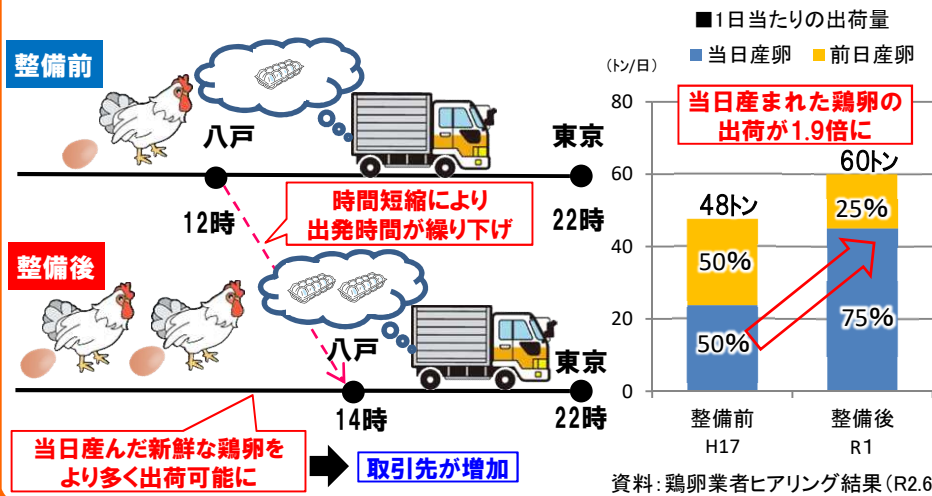 整備前
八戸
東京
12時
22時
時間短縮により
出発時間が繰り下げ
整備後
八戸
東京
14時
22時
当日産んだ新鮮な鶏卵を
より多く出荷可能に
取引先が増加
■1日当たりの出荷量
当日産卵 前日産卵
(トン/日)
当日産まれた鶏卵の
出荷が1.9倍に
80
60
40
20
0
48トン
50%
50%
60トン
25%
75%
整備前
H17
整備後
R1
資料:鶏卵業者ヒアリング結果(R2.6